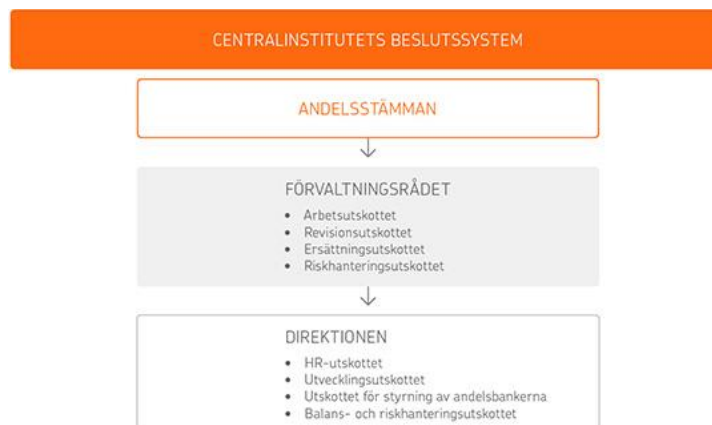 CENTRALINSTITUTETS BESLUTSSYSTEM
ANDELSSTÄMMAN
FÖRVALTNINGSRÅDET
• Arbetsutskottet
• Revisionsutskottet
• Ersättningsutskottet
• Riskhanteringsutskottet
DIREKTIONEN
• HR-utskottet
• Utvecklingsutskottet
• Utskottet för styrning av andelsbankerna
• Balans- och riskhanteringsutskottet